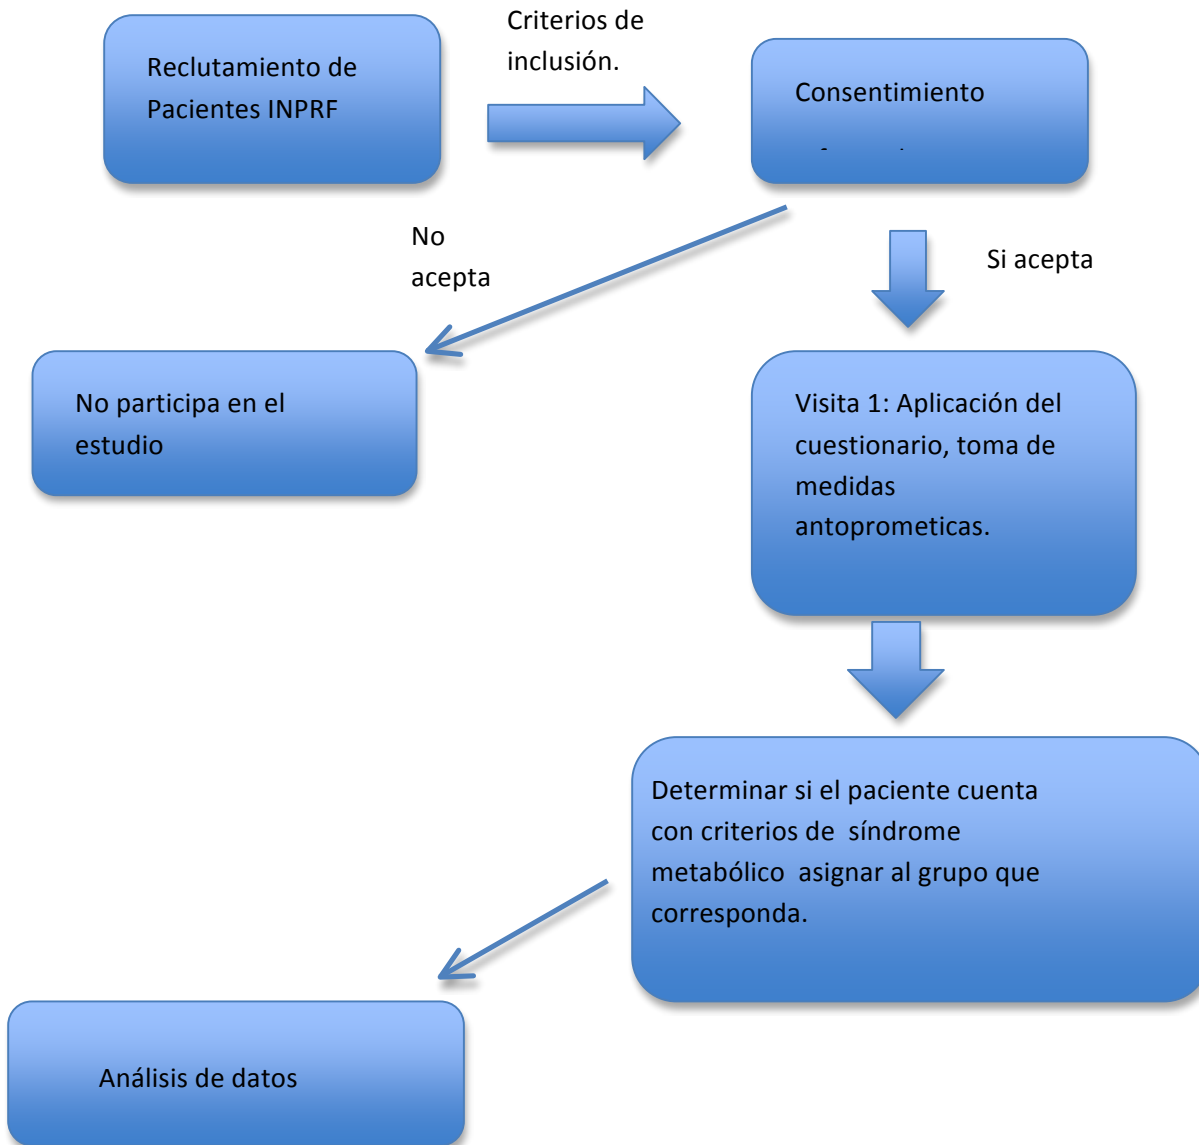 Reclutamiento de
Pacientes INPRF
Criterios de
inclusión.
Consentimiento
No
acepta
Si acepta
No participa en el
estudio
Visita 1: Aplicación del
cuestionario, toma de
medidas
antoprometicas.
Determinar si el paciente cuenta
con criterios de síndrome
metabólico asignar al grupo que
corresponda.
Análisis de datos